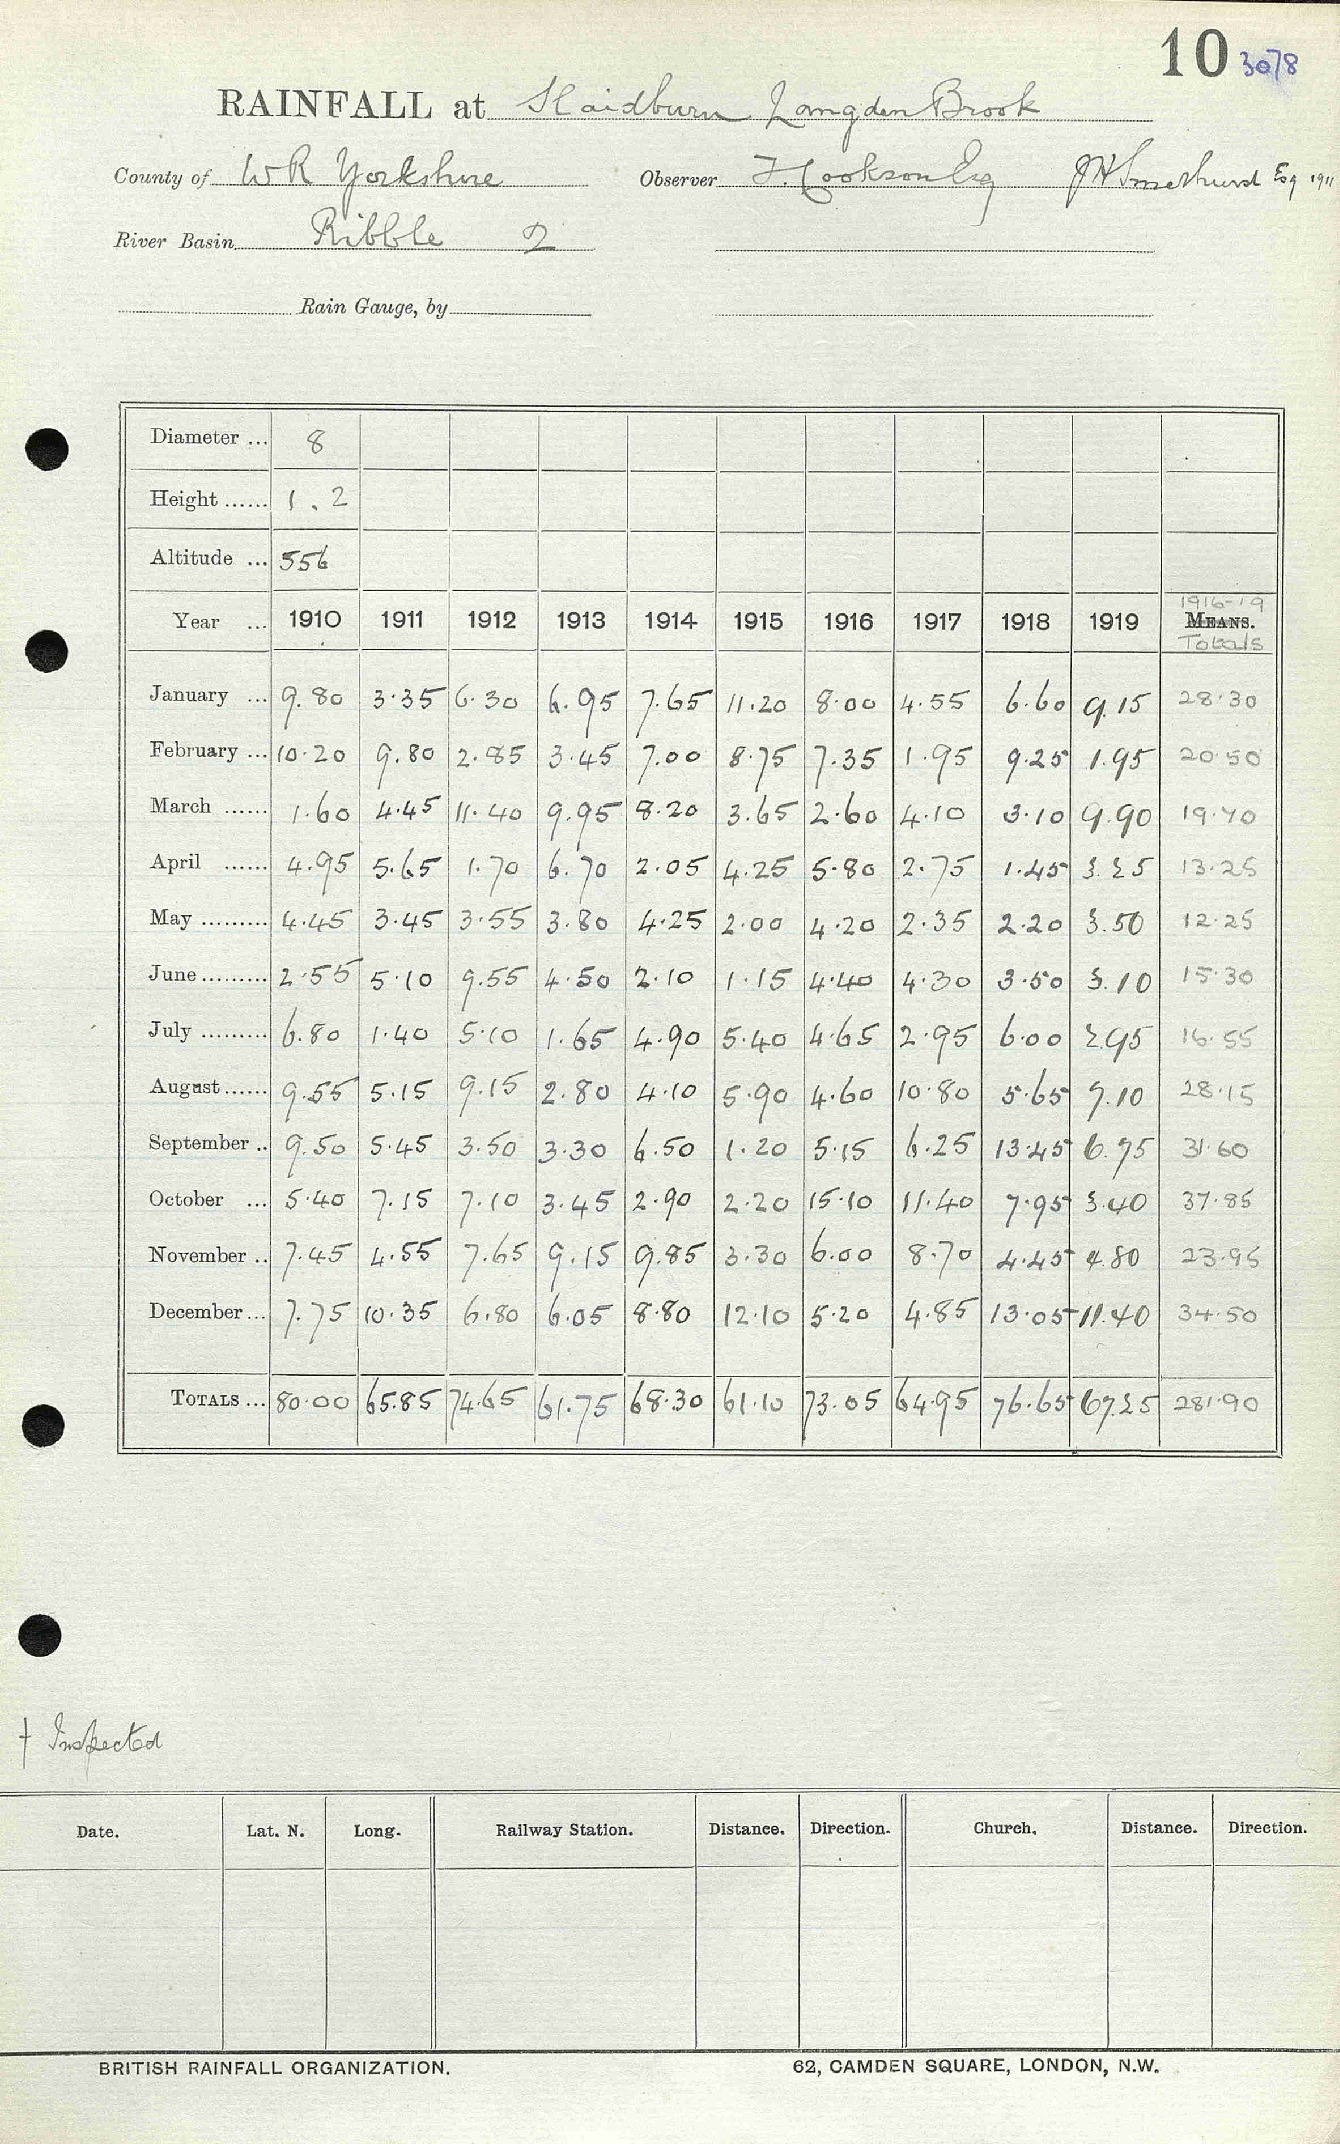 10 3078
RAINFALL at Slaidburn Langden Brook
County of WR Yorkshire Observer T. Cookson Esq J H Smethurst Esq 1911
River Basin Ribble 2
Rain Gauge, by
Diameter ... 8
Height ...... 1.2
Altitude ... 556
Year ... 1910 1911 1912 1913 1914 1915 1916 1917 1918 1919 1916-19 MEANS. Totals
January ... 9.80 3.35 6.30 6.95 7.65 11.20 8.00 4.55 6.60 9.15 28.30
February ... 10.20 9.80 2.85 3.45 7.00 8.75 7.35 1.95 9.25 1.95 20.50
March ...... 1.60 4.45 11.40 9.95 8.20 3.65 2.60 4.10 3.10 9.90 19.70
April ...... 4.95 5.65 1.70 6.70 2.05 4.25 5.80 2.75 1.45 3.25 13.25
May ......... 4.45 3.45 3.55 3.80 4.25 2.00 4.20 2.35 2.20 3.50 12.25
June ......... 2.55 5.10 9.55 4.50 2.10 1.15 4.40 4.30 3.50 3.10 15.30
July ......... 6.80 1.40 5.10 1.65 4.90 5.40 4.65 2.95 6.00 2.95 16.55
August ...... 9.55 5.15 9.15 2.80 4.10 5.90 4.60 10.80 5.65 7.10 28.15
September .. 9.50 5.45 3.50 3.30 6.50 1.20 5.15 6.25 13.45 6.75 31.60
October ... 5.40 7.15 7.10 3.45 2.90 2.20 15.10 11.40 7.95 3.40 37.85
November .. 7.45 4.55 7.65 9.15 9.85 3.30 6.00 8.70 4.45 4.80 23.95
December ... 7.75 10.35 6.80 6.05 8.80 12.10 5.20 4.85 13.05 11.40 34.50
TOTALS ... 80.00 65.85 74.65 61.75 68.30 61.10 73.05 64.95 76.65 67.25 281.90
† Inspected
Date. Lat. N. Long. Railway Station. Distance. Direction. Church. Distance. Direction.
BRITISH RAINFALL ORGANIZATION. 62, CAMDEN SQUARE, LONDON, N.W.